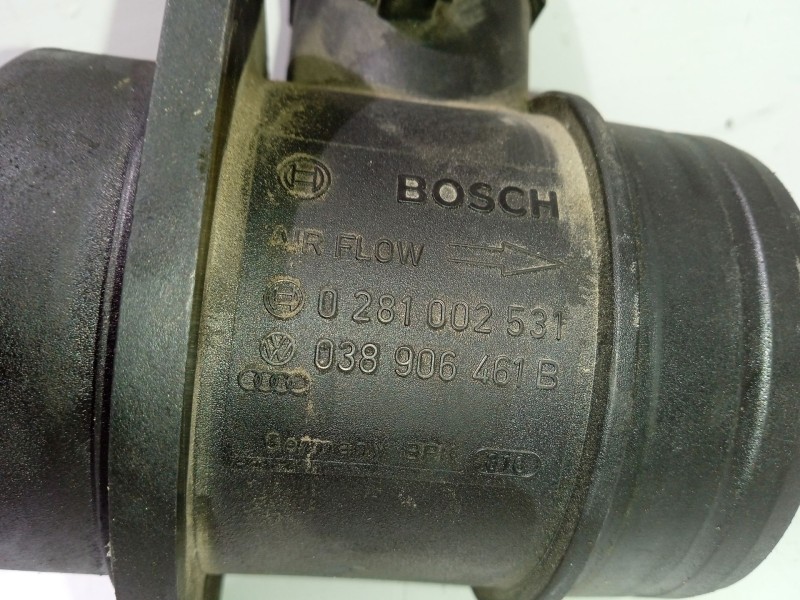 BOSCH
AIR FLOW
0 281 002 531
038 906 461 B
Germany